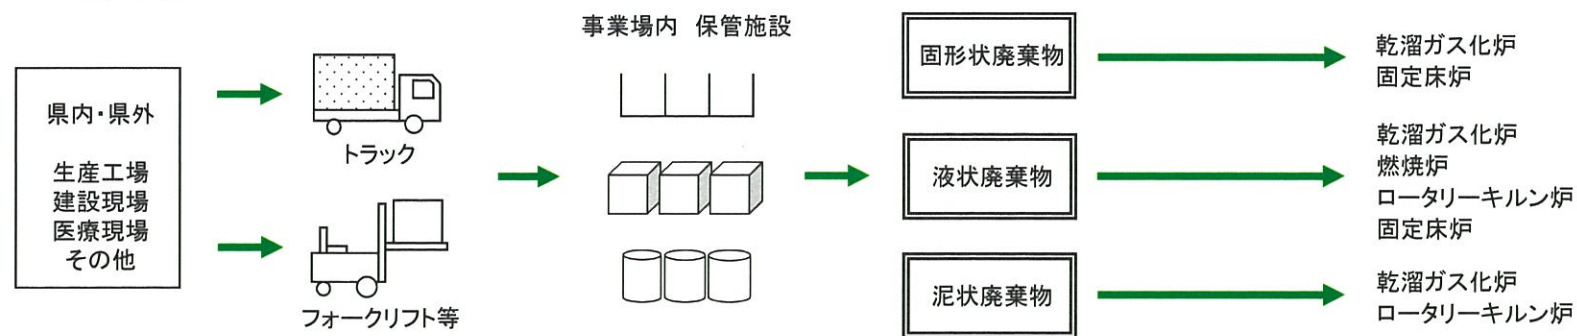 県内・県外
生産工場
建設現場
医療現場
その他
トラック
フォークリフト等
事業場内 保管施設
固形状廃棄物
乾溜ガス化炉
固定床炉
液状廃棄物
乾溜ガス化炉
燃焼炉
ロータリーキルン炉
固定床炉
泥状廃棄物
乾溜ガス化炉
ロータリーキルン炉